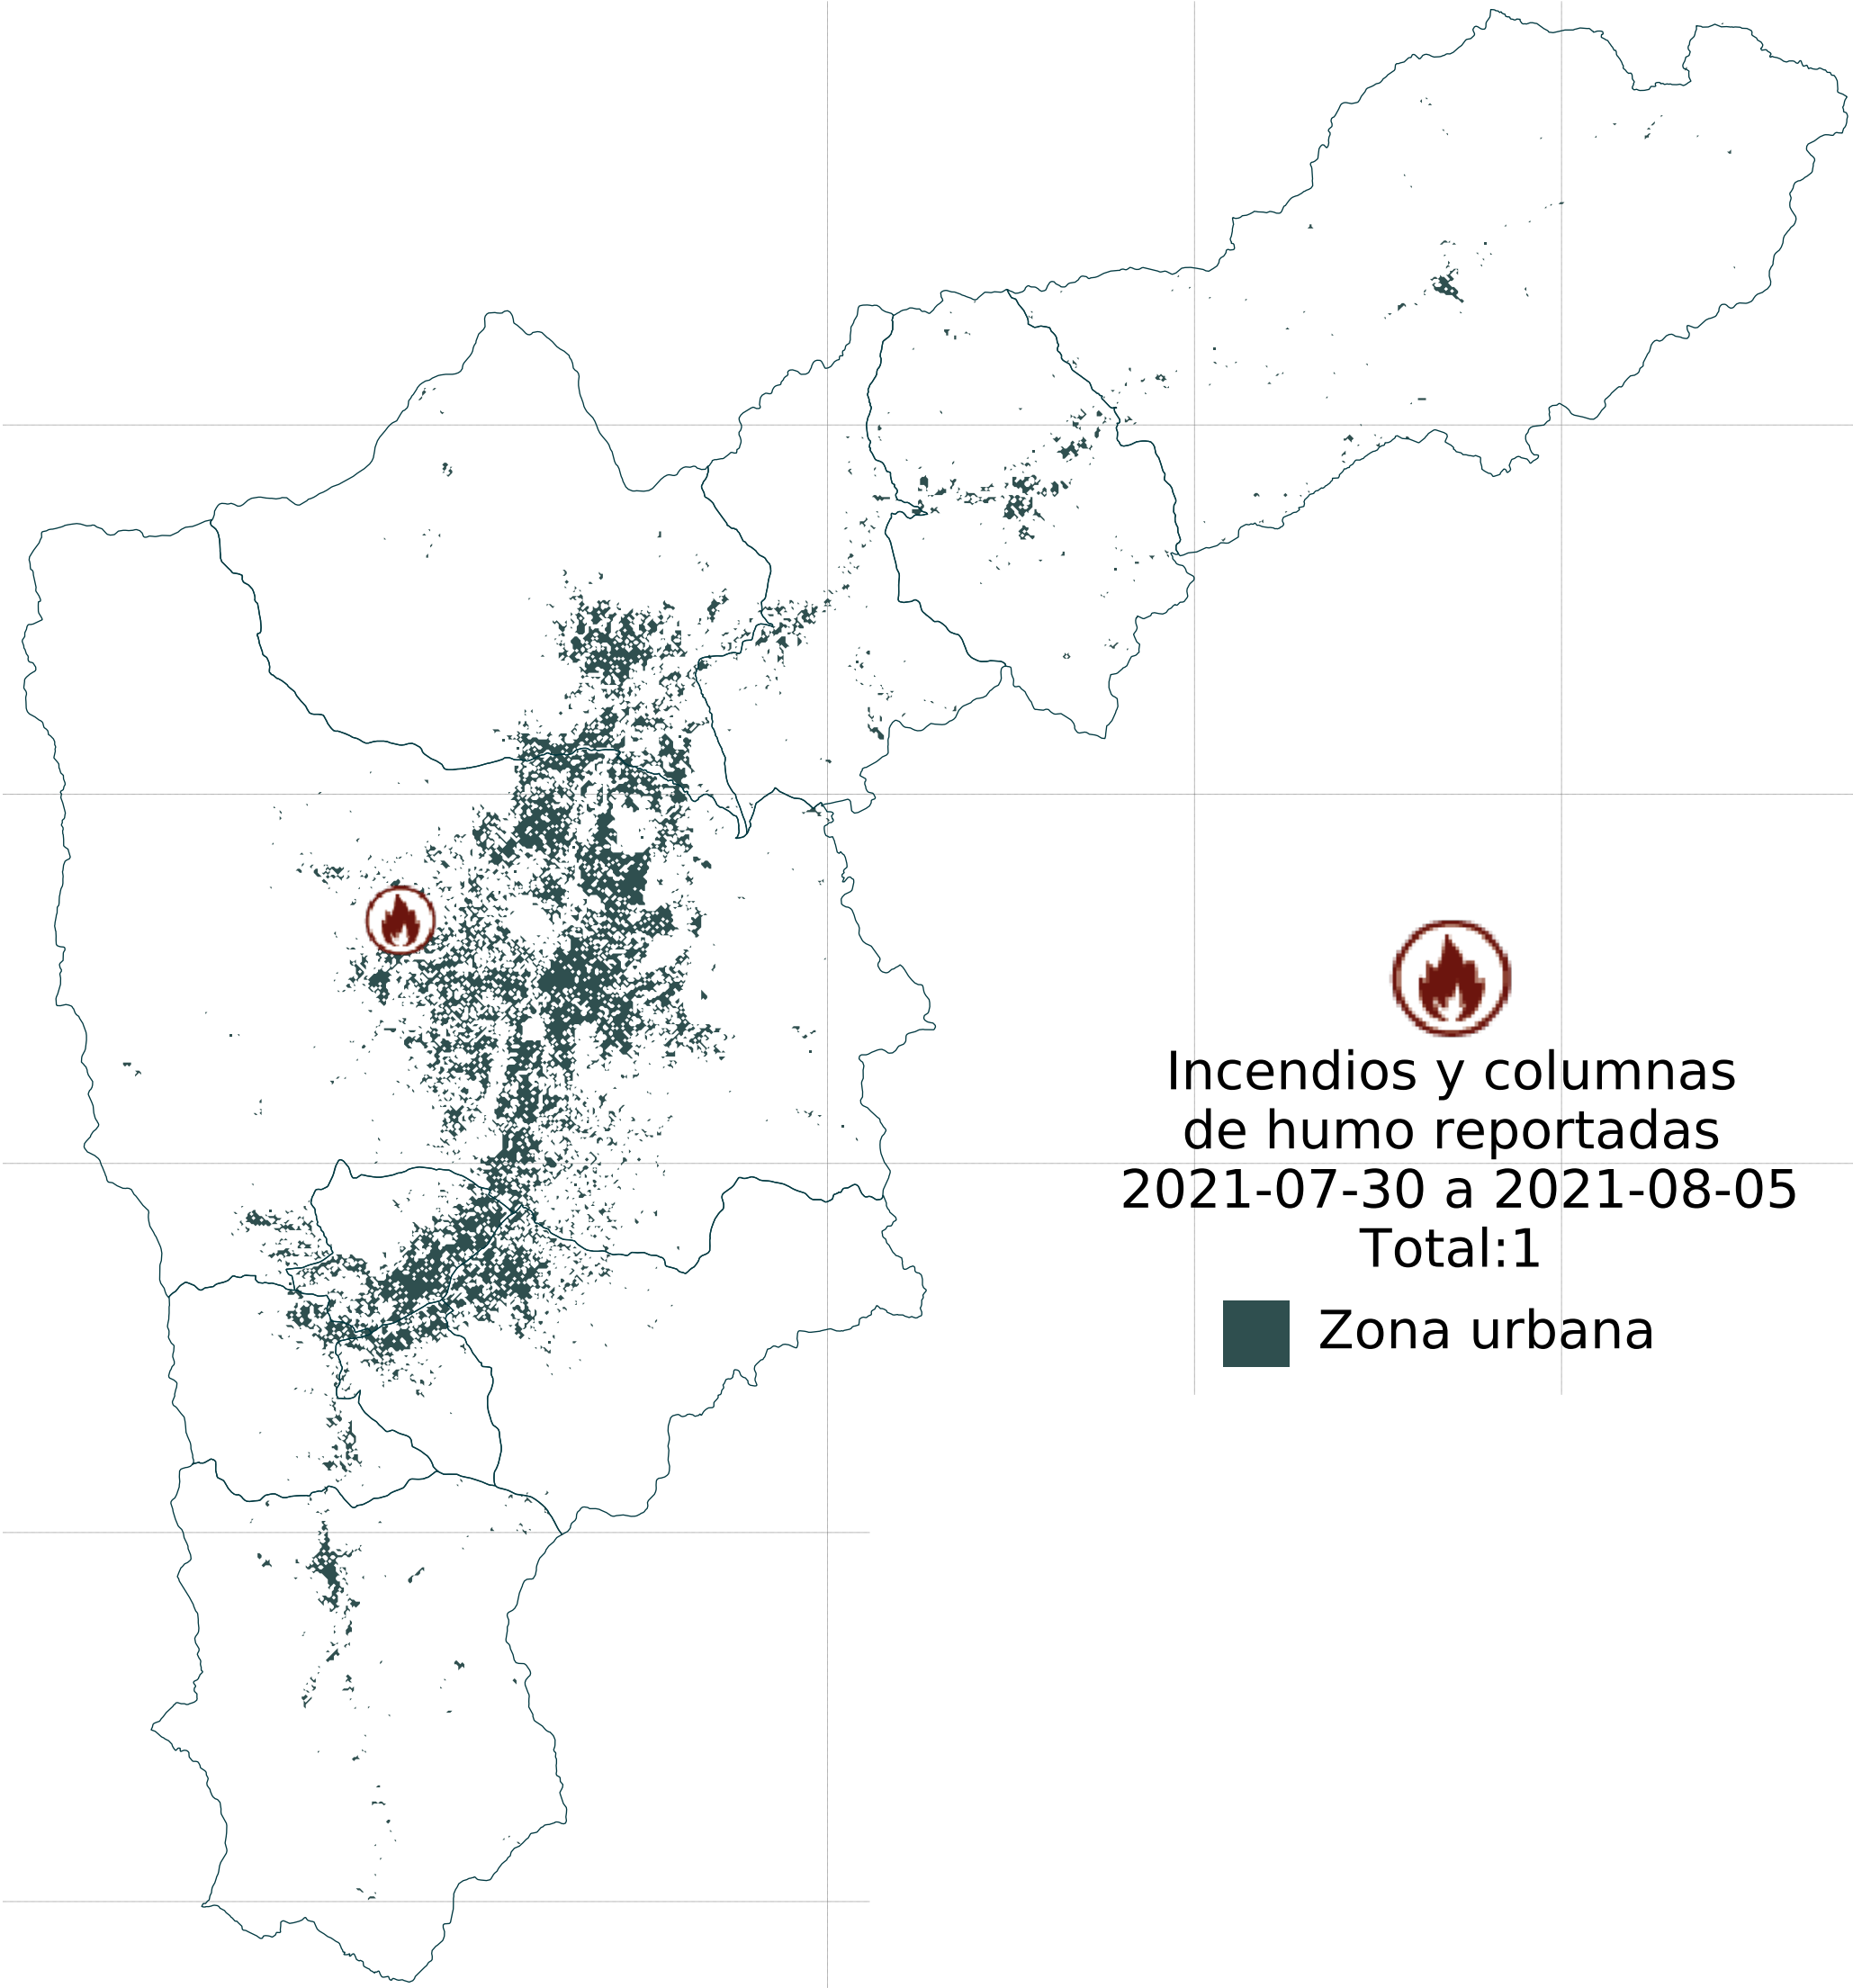 Incendios y columnas
de humo reportadas
2021-07-30 a 2021-08-05
Total:1
Zona urbana